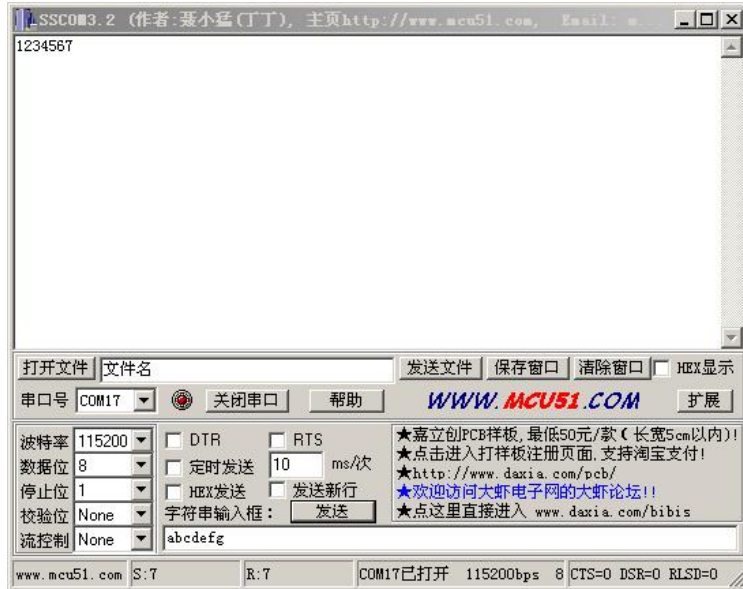 SSCOM3.2 (作者:聂小猛(丁丁), 主页http://www.mcu51.com, Email: m...
1234567
打开文件 文件名 发送文件 保存窗口 清除窗口 HEX显示
串口号 COM17 关闭串口 帮助 WWW.MCU51.COM 扩展
波特率 115200 DTR RTS
数据位 8 定时发送 10 ms/次
停止位 1 HEX发送 发送新行
校验位 None 字符串输入框: 发送
流控制 None abcdefg
★嘉立创PCB样板,最低50元/款(长宽5cm以内)!
★点击进入打样板注册页面,支持淘宝支付!
★http://www.daxia.com/pcb/
★欢迎访问大虾电子网的大虾论坛!!
★点这里直接进入 www.daxia.com/bibis
www.mcu51.com S:7 R:7 COM17已打开 115200bps 8 CTS=0 DSR=0 RLSD=0